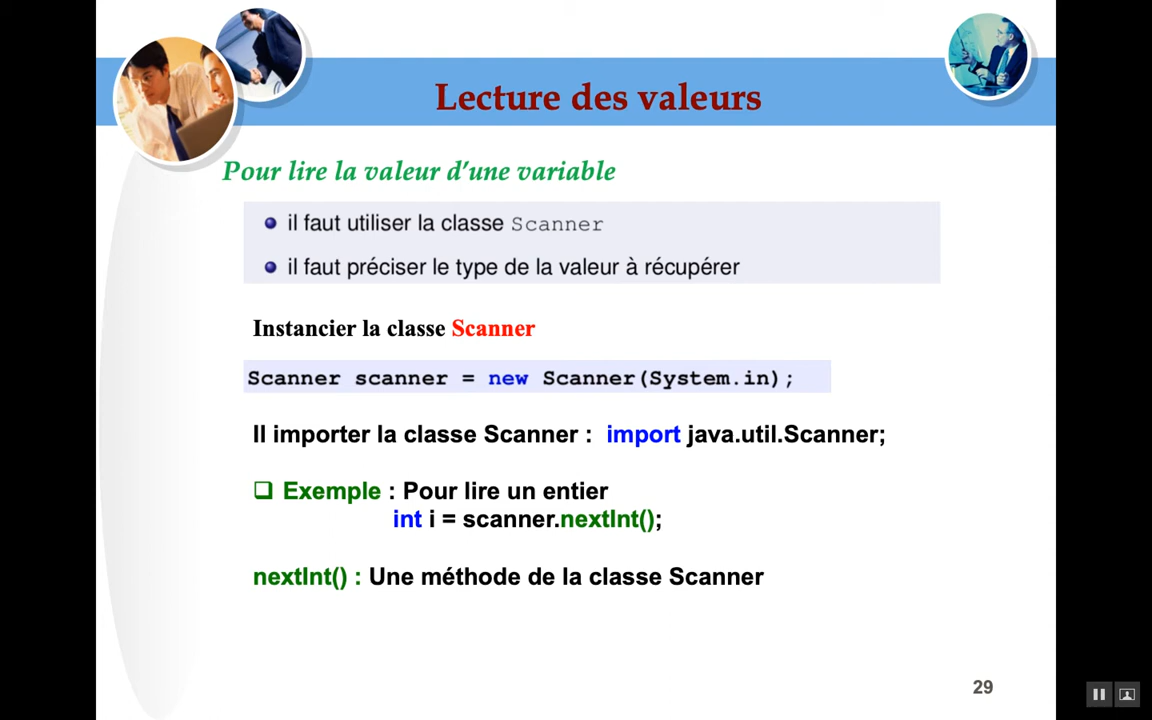 Lecture des valeurs
Pour lire la valeur d’une variable
il faut utiliser la classe Scanner
il faut préciser le type de la valeur à récupérer
Instancier la classe Scanner
Scanner scanner = new Scanner(System.in);
Il importer la classe Scanner : import java.util.Scanner;
Exemple : Pour lire un entier
int i = scanner.nextInt();
nextInt() : Une méthode de la classe Scanner
29